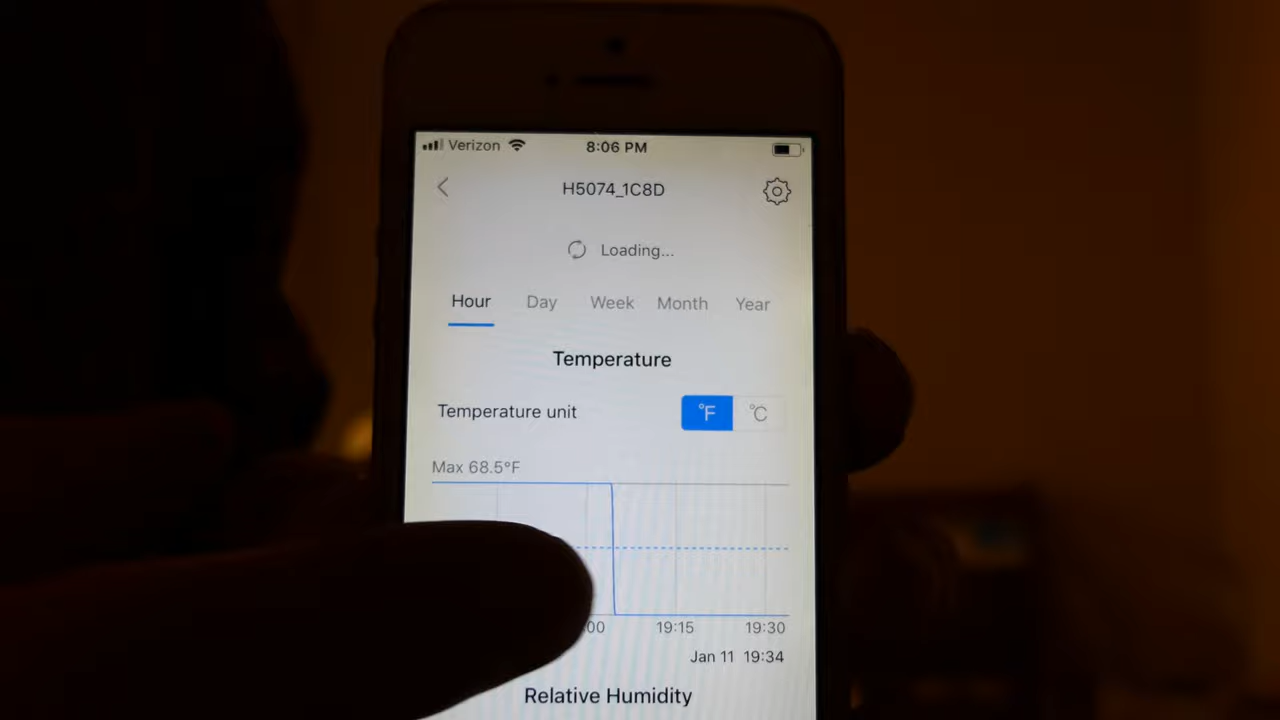 Verizon 8:06 PM
H5074_1C8D
Loading...
Hour Day Week Month Year
Temperature
Temperature unit °F °C
Max 68.5°F
:00 19:15 19:30
Jan 11 19:34
Relative Humidity